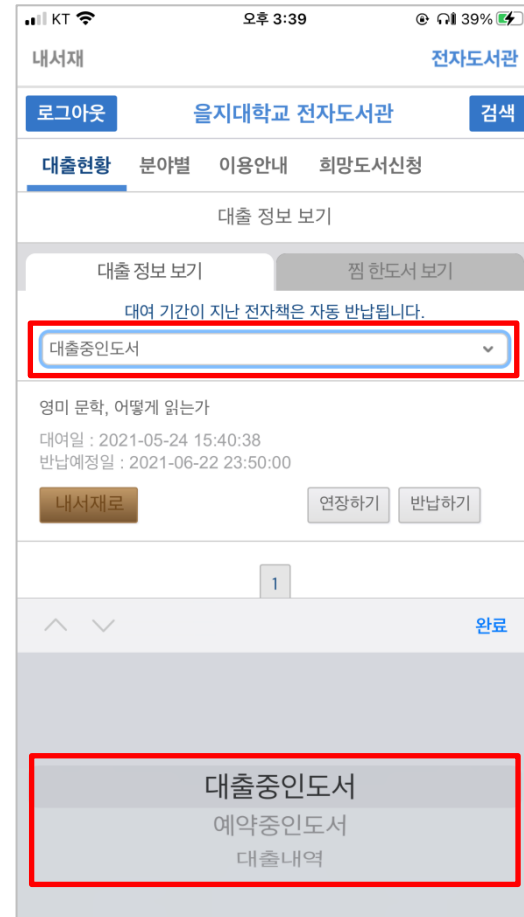 KT 오후 3:39 39%
내서재 전자도서관
로그아웃 을지대학교 전자도서관 검색
대출현황 분야별 이용안내 희망도서신청
대출 정보 보기
대출 정보 보기 찜 한도서 보기
대여 기간이 지난 전자책은 자동 반납됩니다.
대출중인도서
영미 문학, 어떻게 읽는가
대여일 : 2021-05-24 15:40:38
반납예정일 : 2021-06-22 23:50:00
내서재로 연장하기 반납하기
1
완료
대출중인도서
예약중인도서
대출내역